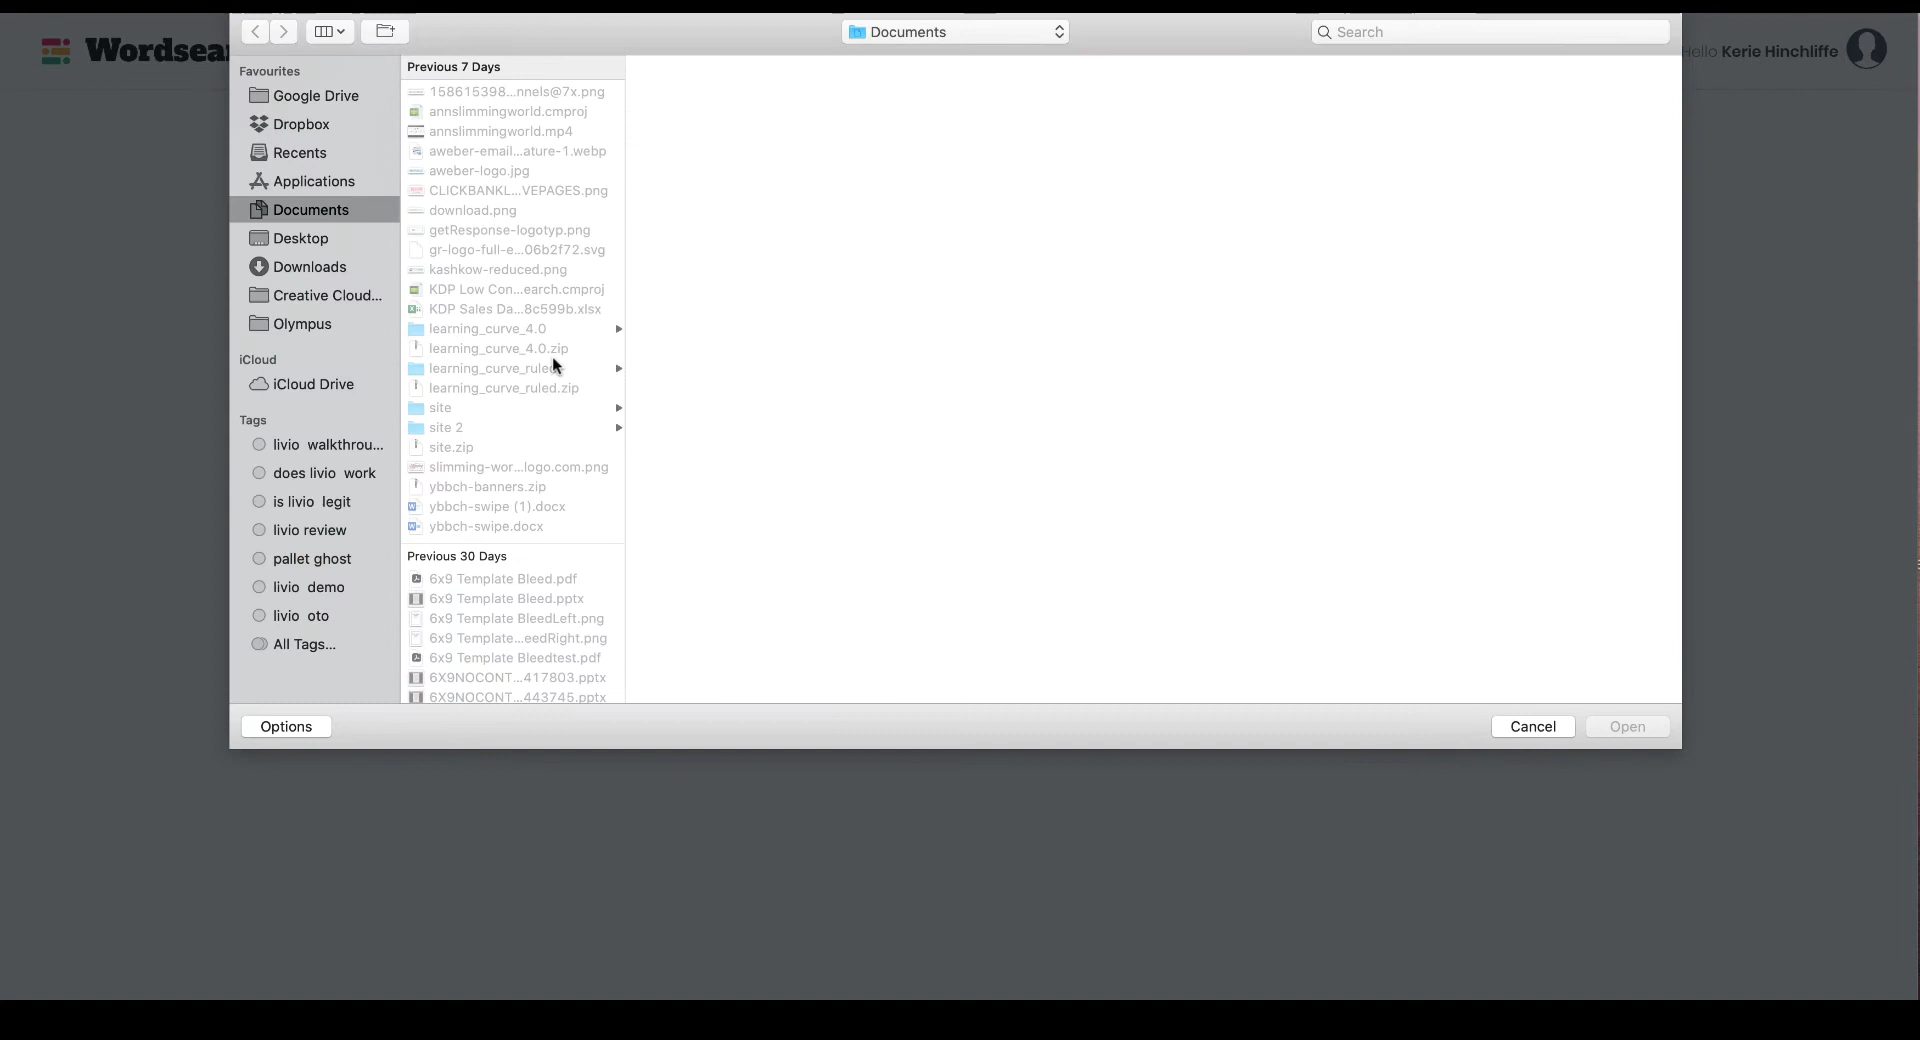 Wordsear
Documents
Search
Hello Kerie Hinchliffe
Favourites
Google Drive
Dropbox
Recents
Applications
Documents
Desktop
Downloads
Creative Cloud...
Olympus
iCloud
iCloud Drive
Tags
livio walkthrou...
does livio work
is livio legit
livio review
pallet ghost
livio demo
livio oto
All Tags...
Previous 7 Days
158615398...nnels@7x.png
annslimmingworld.cmproj
annslimmingworld.mp4
aweber-email...ature-1.webp
aweber-logo.jpg
CLICKBANKL...VEPAGES.png
download.png
getResponse-logotyp.png
gr-logo-full-e...06b2f72.svg
kashkow-reduced.png
KDP Low Con...earch.cmproj
KDP Sales Da...8c599b.xlsx
learning_curve_4.0
learning_curve_4.0.zip
learning_curve_ruled
learning_curve_ruled.zip
site
site 2
site.zip
slimming-wor...logo.com.png
ybbch-banners.zip
ybbch-swipe (1).docx
ybbch-swipe.docx
Previous 30 Days
6x9 Template Bleed.pdf
6x9 Template Bleed.pptx
6x9 Template BleedLeft.png
6x9 Template...eedRight.png
6x9 Template Bleedtest.pdf
6X9NOCONT...417803.pptx
6X9NOCONT...443745.pptx
Options
Cancel
Open